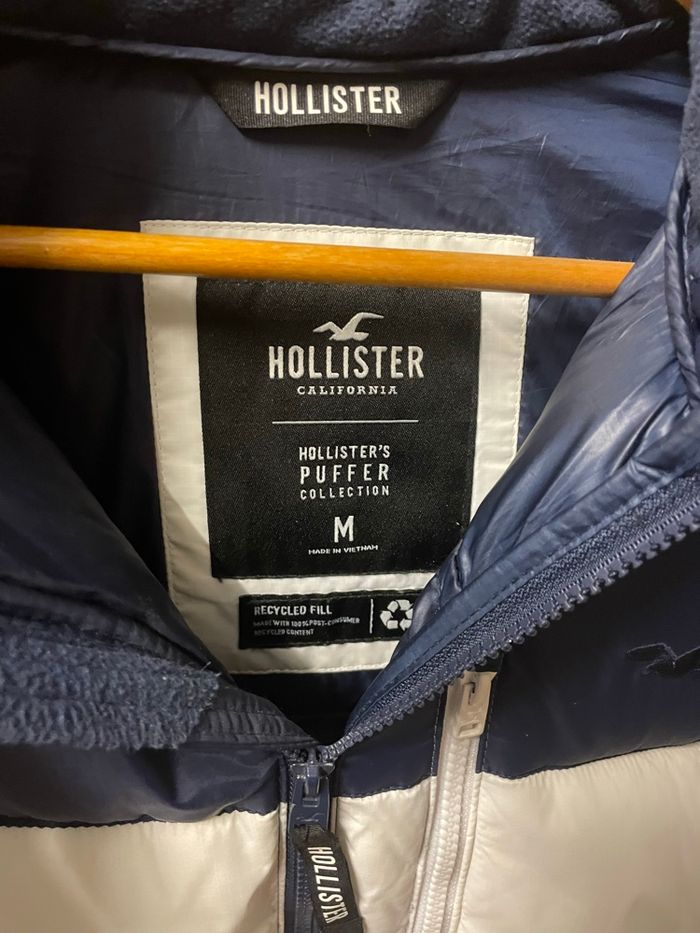 HOLLISTER
HOLLISTER
CALIFORNIA
HOLLISTER'S
PUFFER
COLLECTION
M
MADE IN VIETNAM
RECYCLED FILL
MADE WITH 100% POST-CONSUMER
RECYCLED CONTENT
HOLLISTER